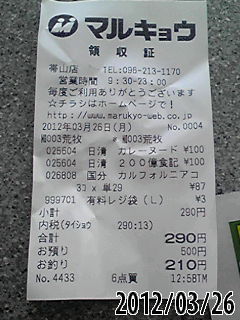 マルキョウ
領収証
帯山店 TEL:096-213-1170
営業時間 9:30-23:00
毎度ご利用ありがとうございます
☆チラシはホームページで!
http://www.marukyo-web.co.jp
2012年03月26日(月) No.0004
003荒牧 003荒牧
025604 日清 カレーヌード ¥100
025604 日清 200億食記 ¥100
026808 国分 カルフォルニアコ
3コ × 単29 ¥87
999701 有料レジ袋(L) ¥3
小計 290円
内税(タイショウ 290:13)
合計 290円
お預り 500円
お釣り 210円
No.4433 6点買 12:58TM
2012/03/26